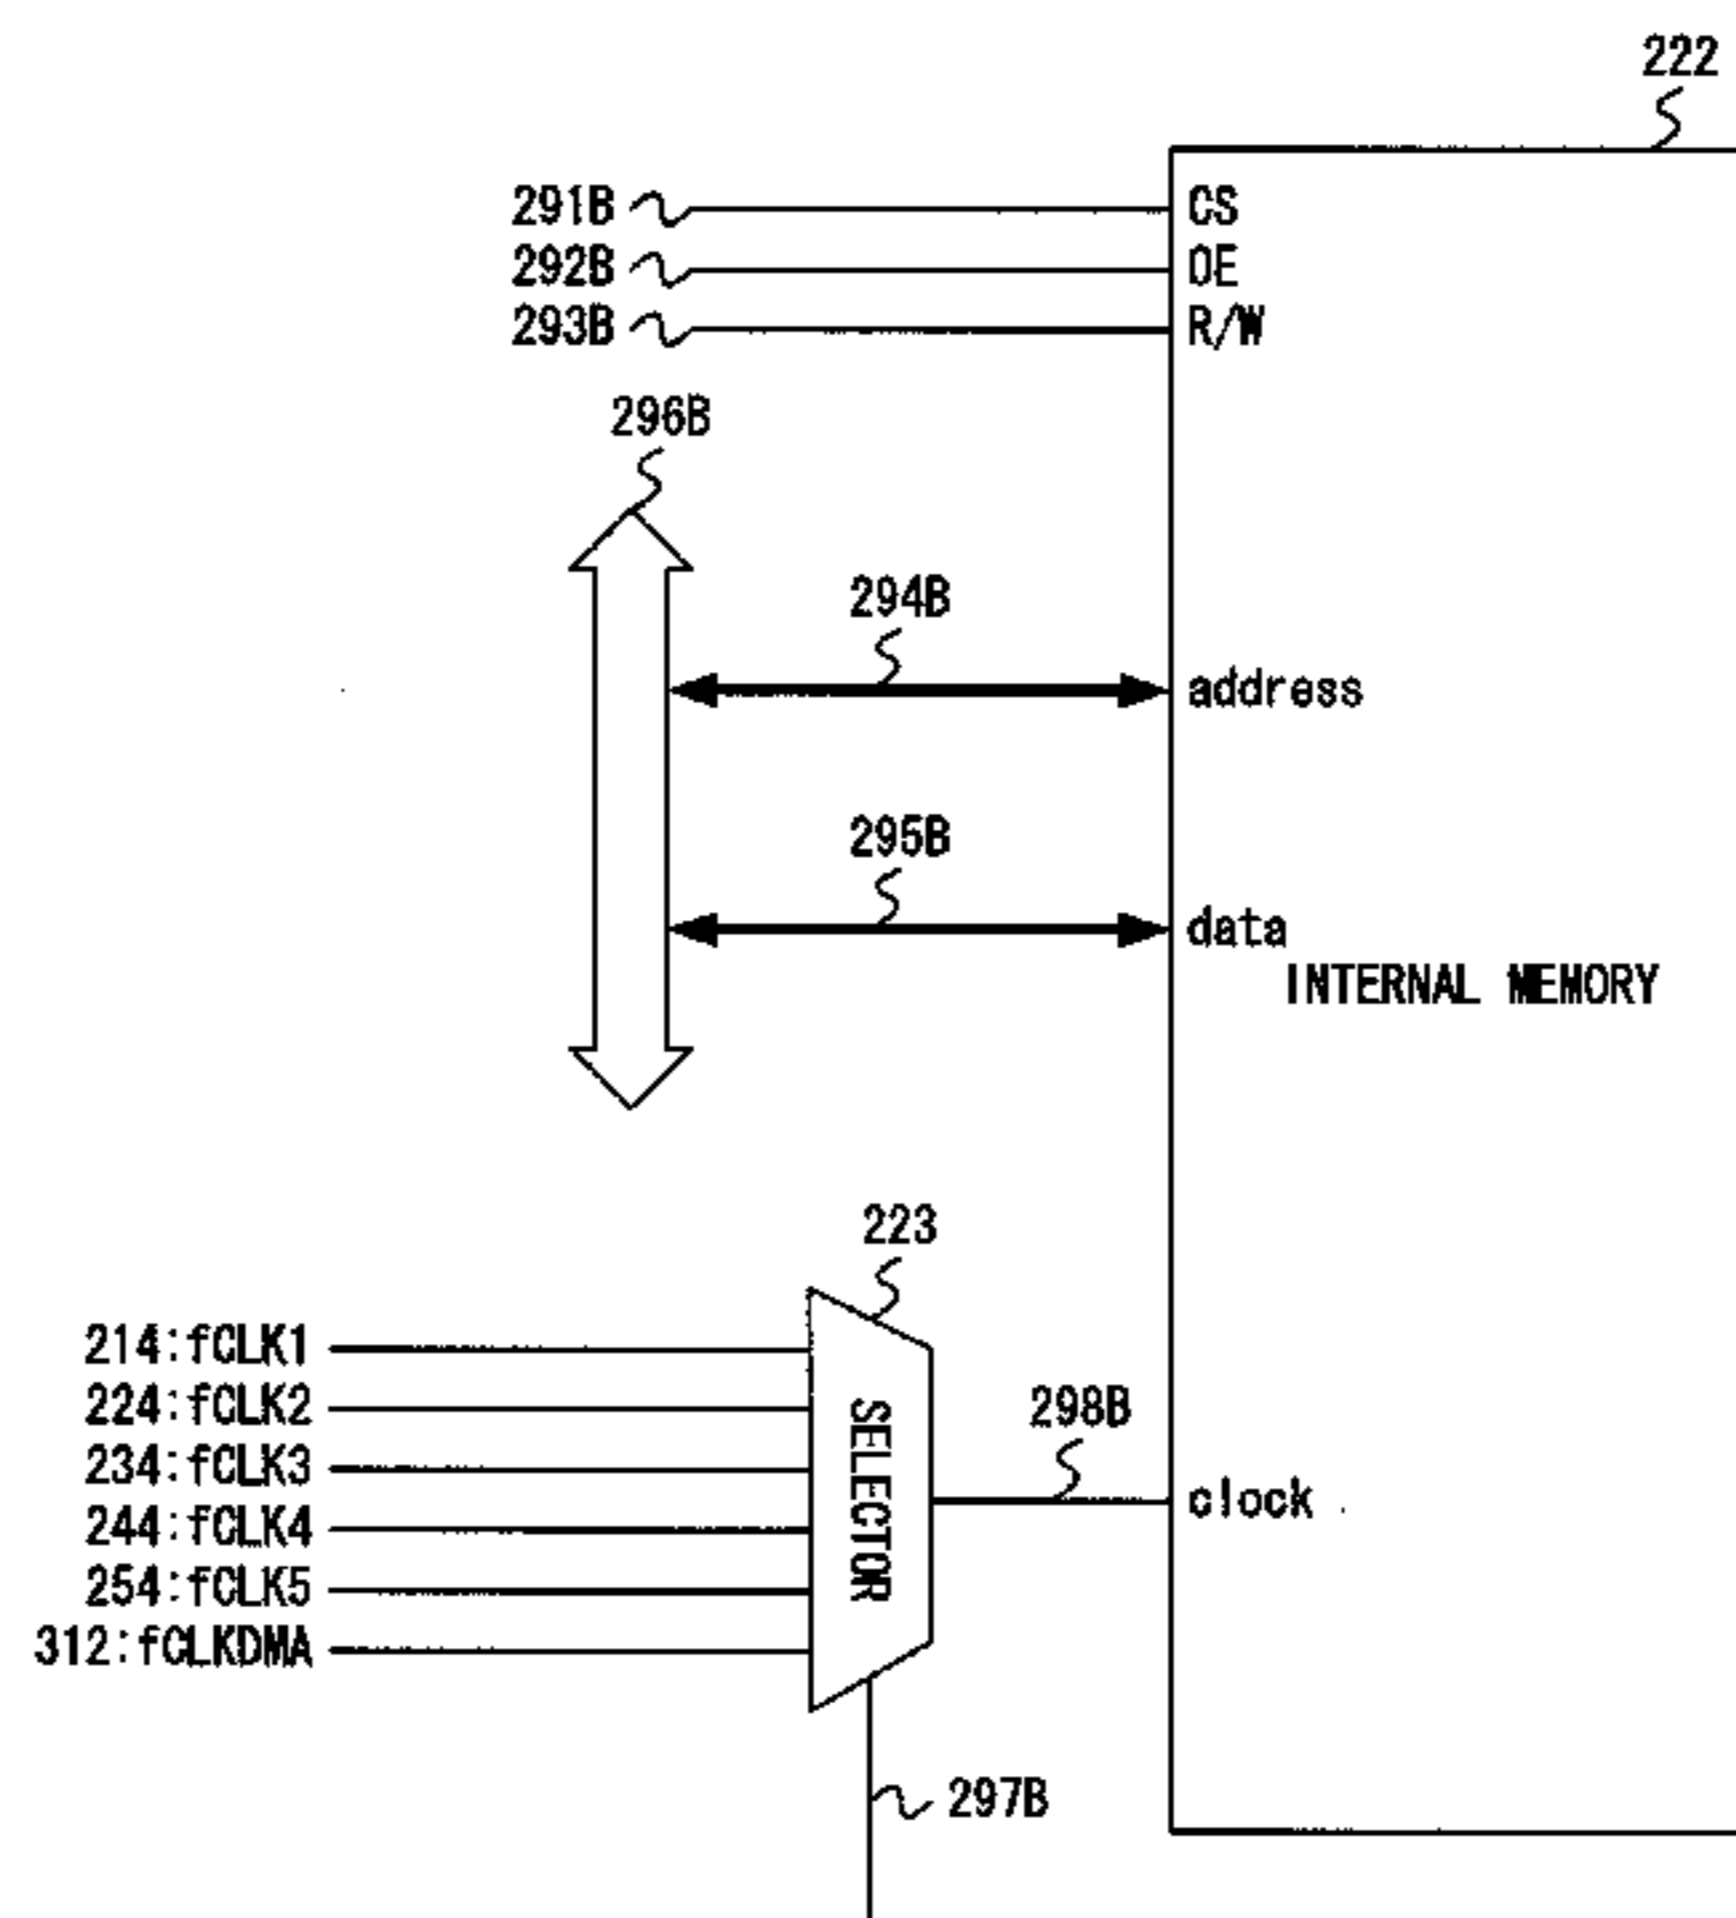 222
291B CS
292B OE
293B R/W
296B
294B
address
295B
data
INTERNAL MEMORY
223
214:fCLK1
224:fCLK2
234:fCLK3
244:fCLK4
254:fCLK5
312:fCLKDMA
SELECTOR
298B
clock
297B